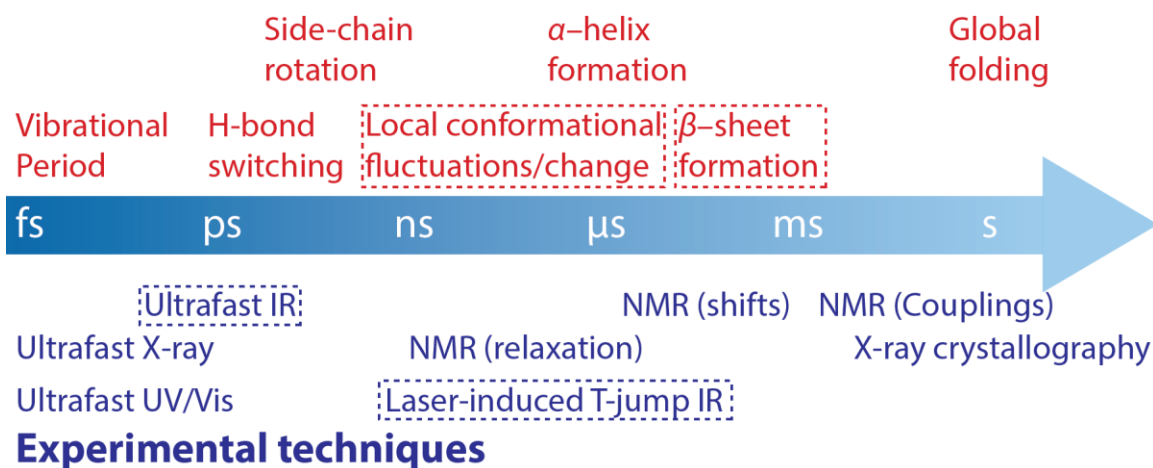 Side-chain
rotation
α–helix
formation
Global
folding
Vibrational
Period
H-bond
switching
Local conformational
fluctuations/change
β–sheet
formation
fs ps ns μs ms s
Ultrafast IR NMR (shifts) NMR (Couplings)
Ultrafast X-ray NMR (relaxation) X-ray crystallography
Ultrafast UV/Vis Laser-induced T-jump IR
Experimental techniques